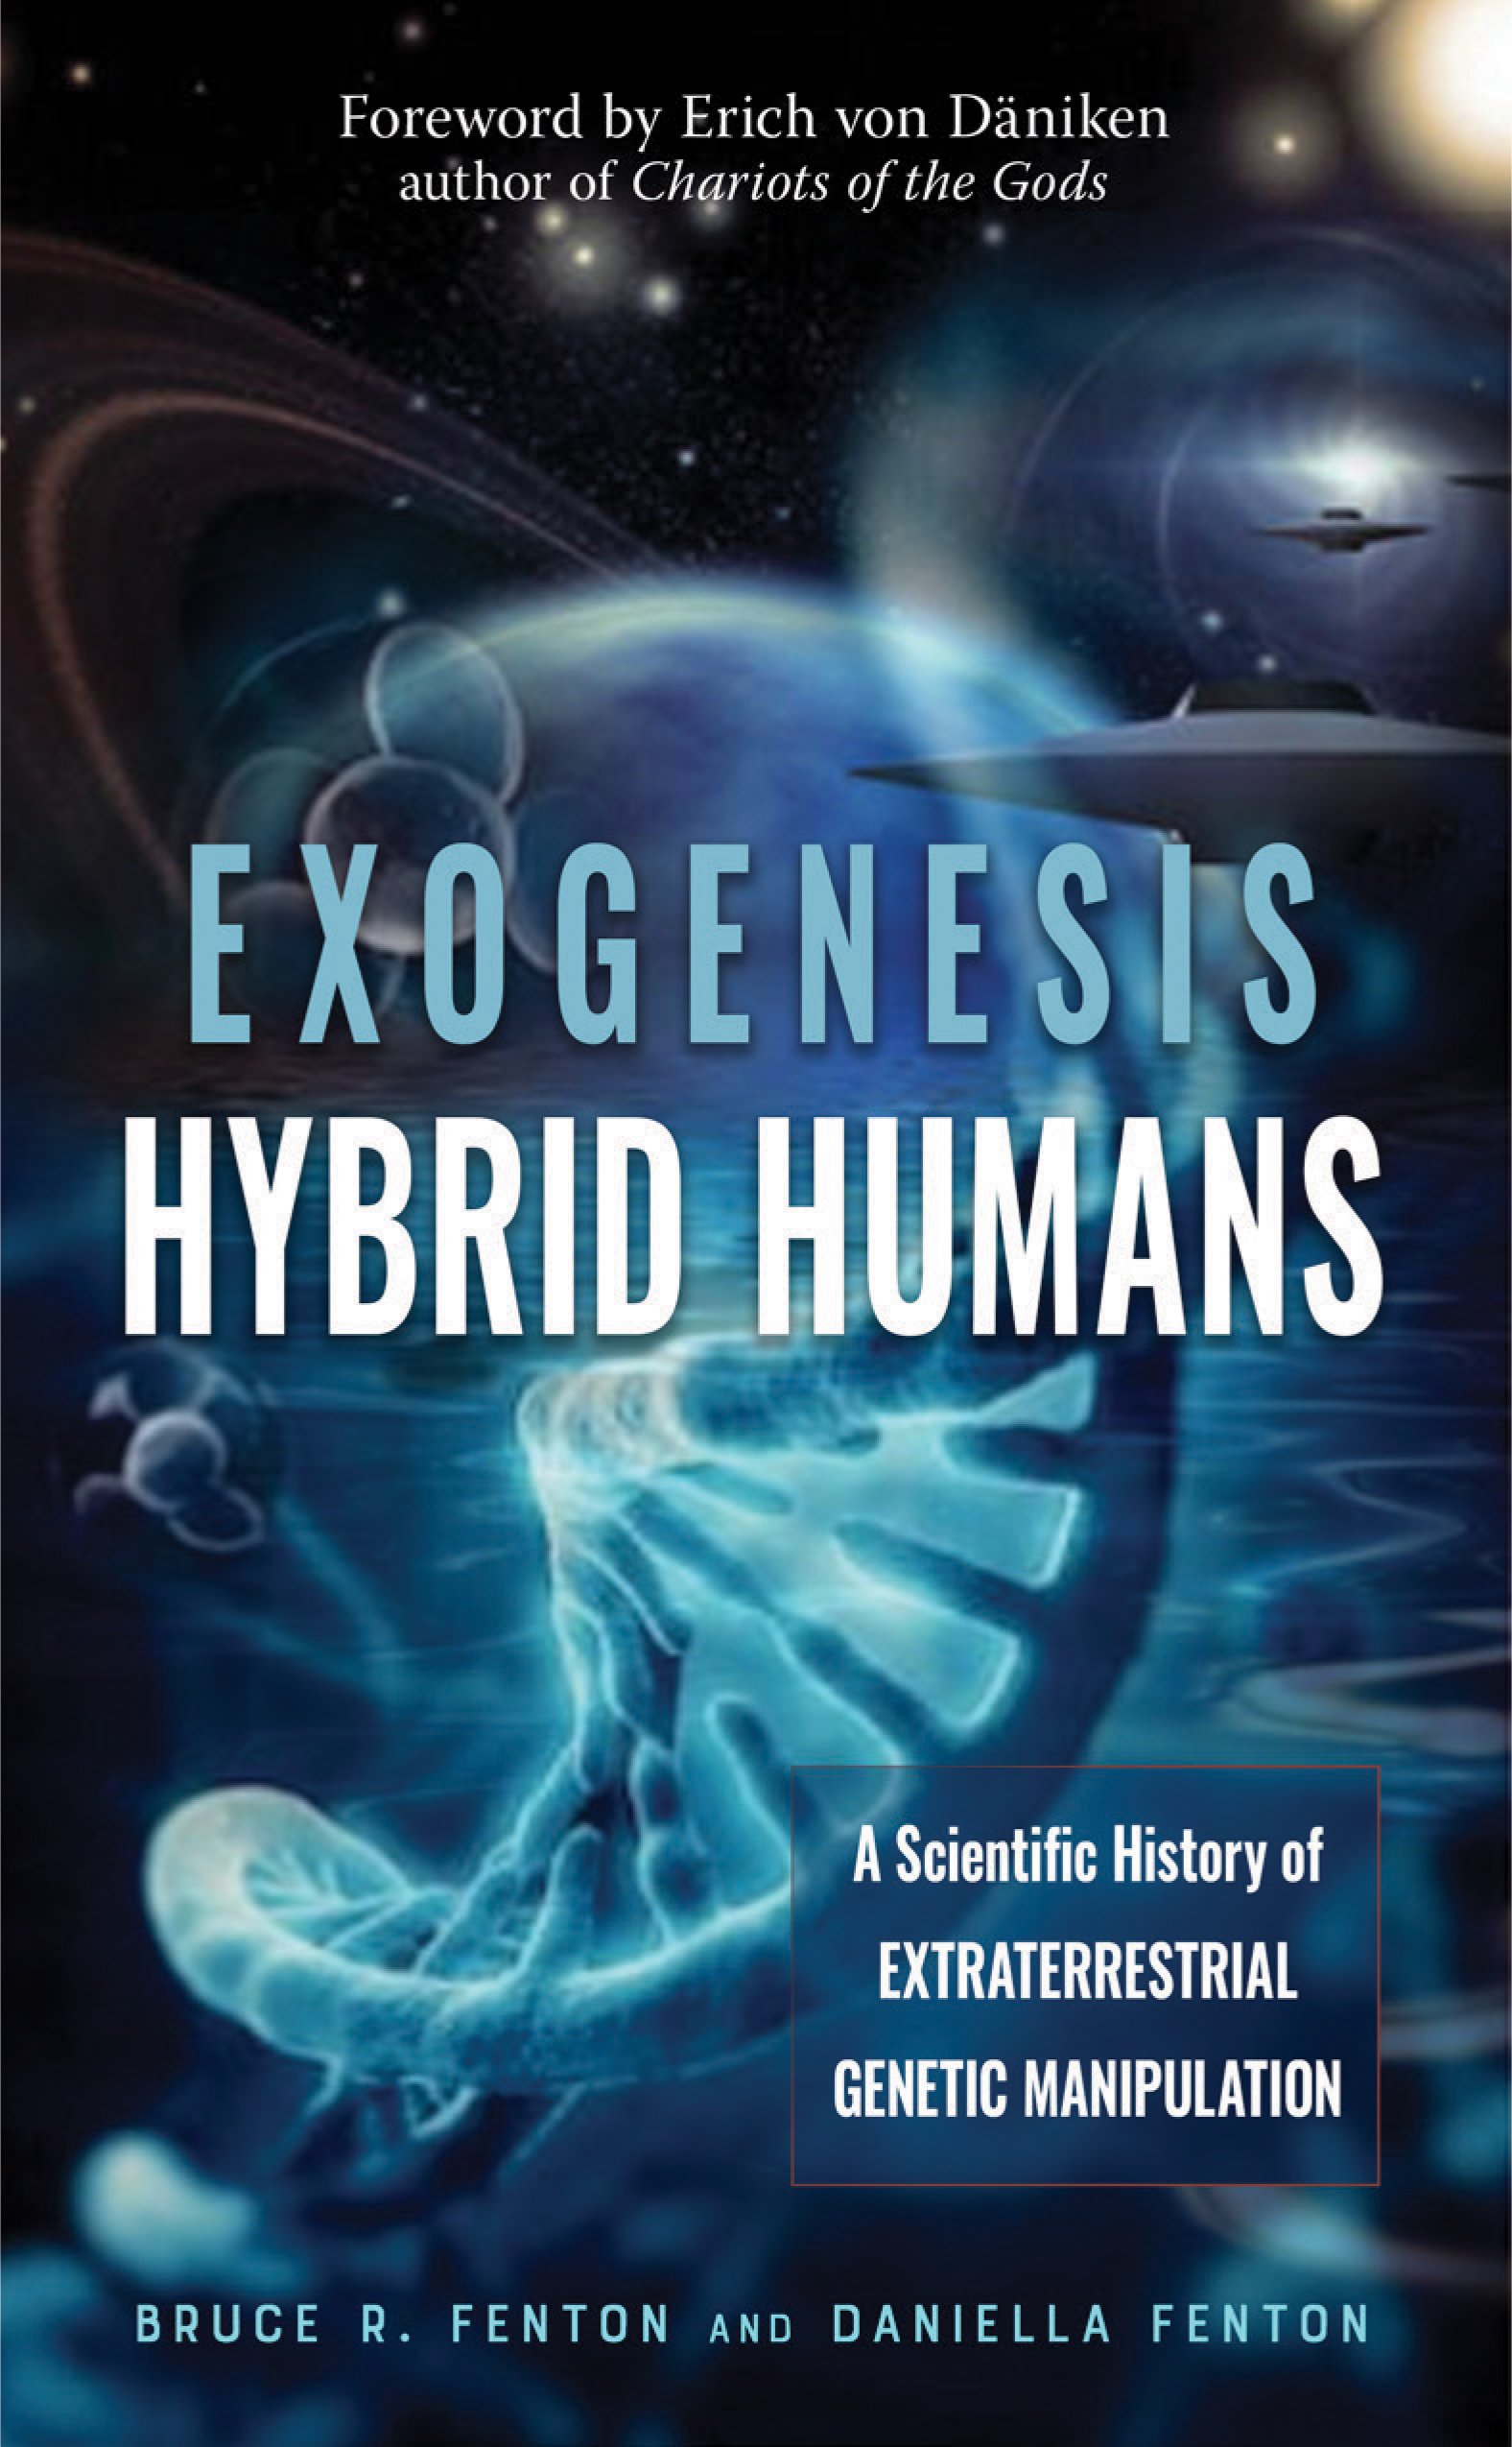 Foreword by Erich von Däniken
author of Chariots of the Gods
EXOGENESIS
HYBRID HUMANS
A Scientific History of
EXTRATERRESTRIAL
GENETIC MANIPULATION
BRUCE R. FENTON AND DANIELLA FENTON